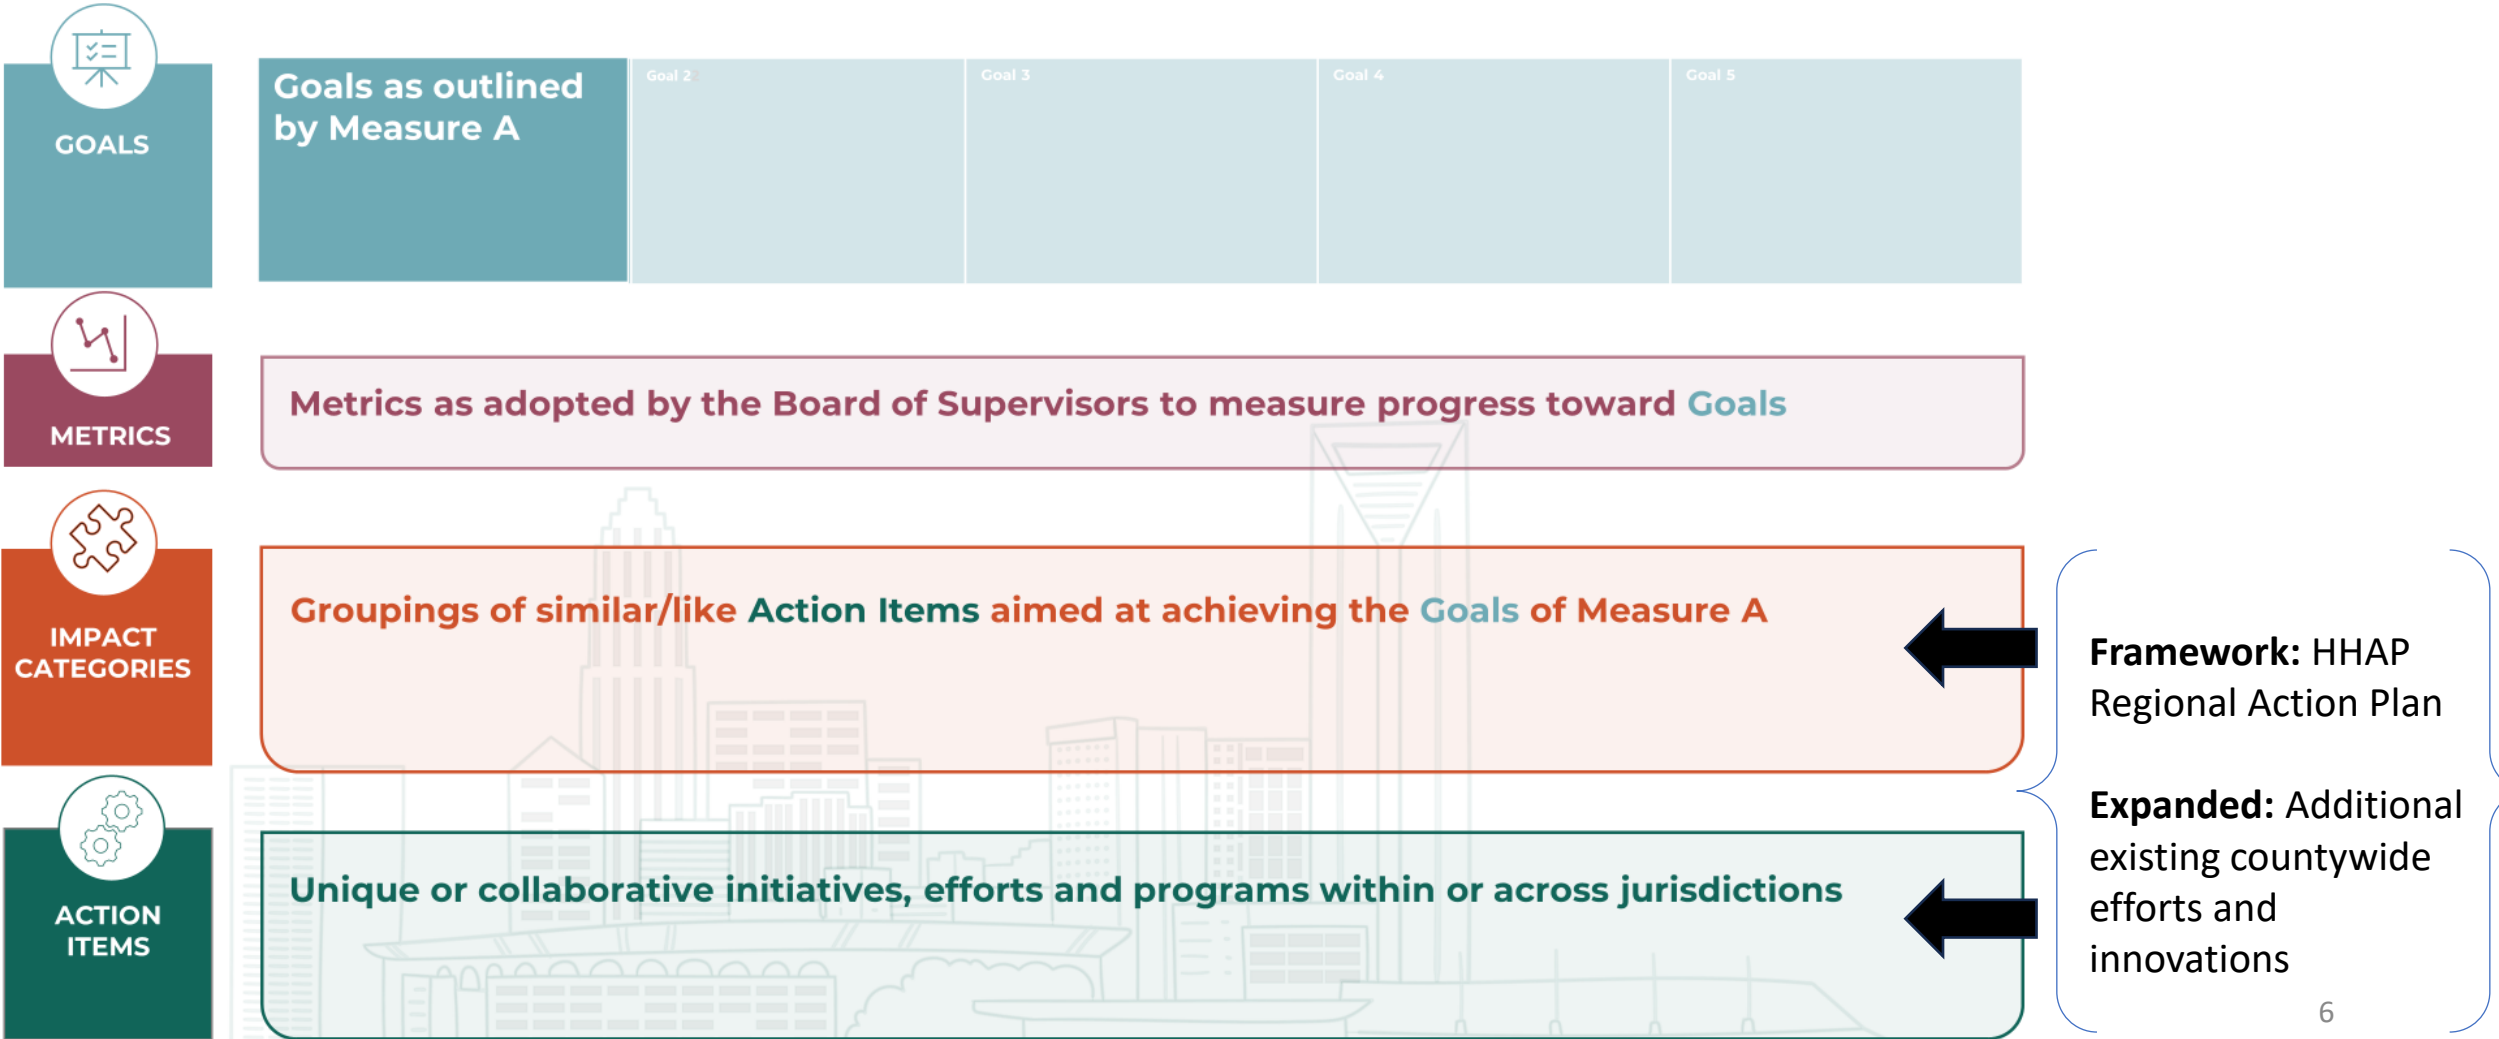 GOALS
Goals as outlined
by Measure A
Goal 2
Goal 3
Goal 4
Goal 5
METRICS
Metrics as adopted by the Board of Supervisors to measure progress toward Goals
IMPACT
CATEGORIES
Groupings of similar/like Action Items aimed at achieving the Goals of Measure A
ACTION
ITEMS
Unique or collaborative initiatives, efforts and programs within or across jurisdictions
Framework: HHAP
Regional Action Plan
Expanded: Additional
existing countywide
efforts and
innovations
6